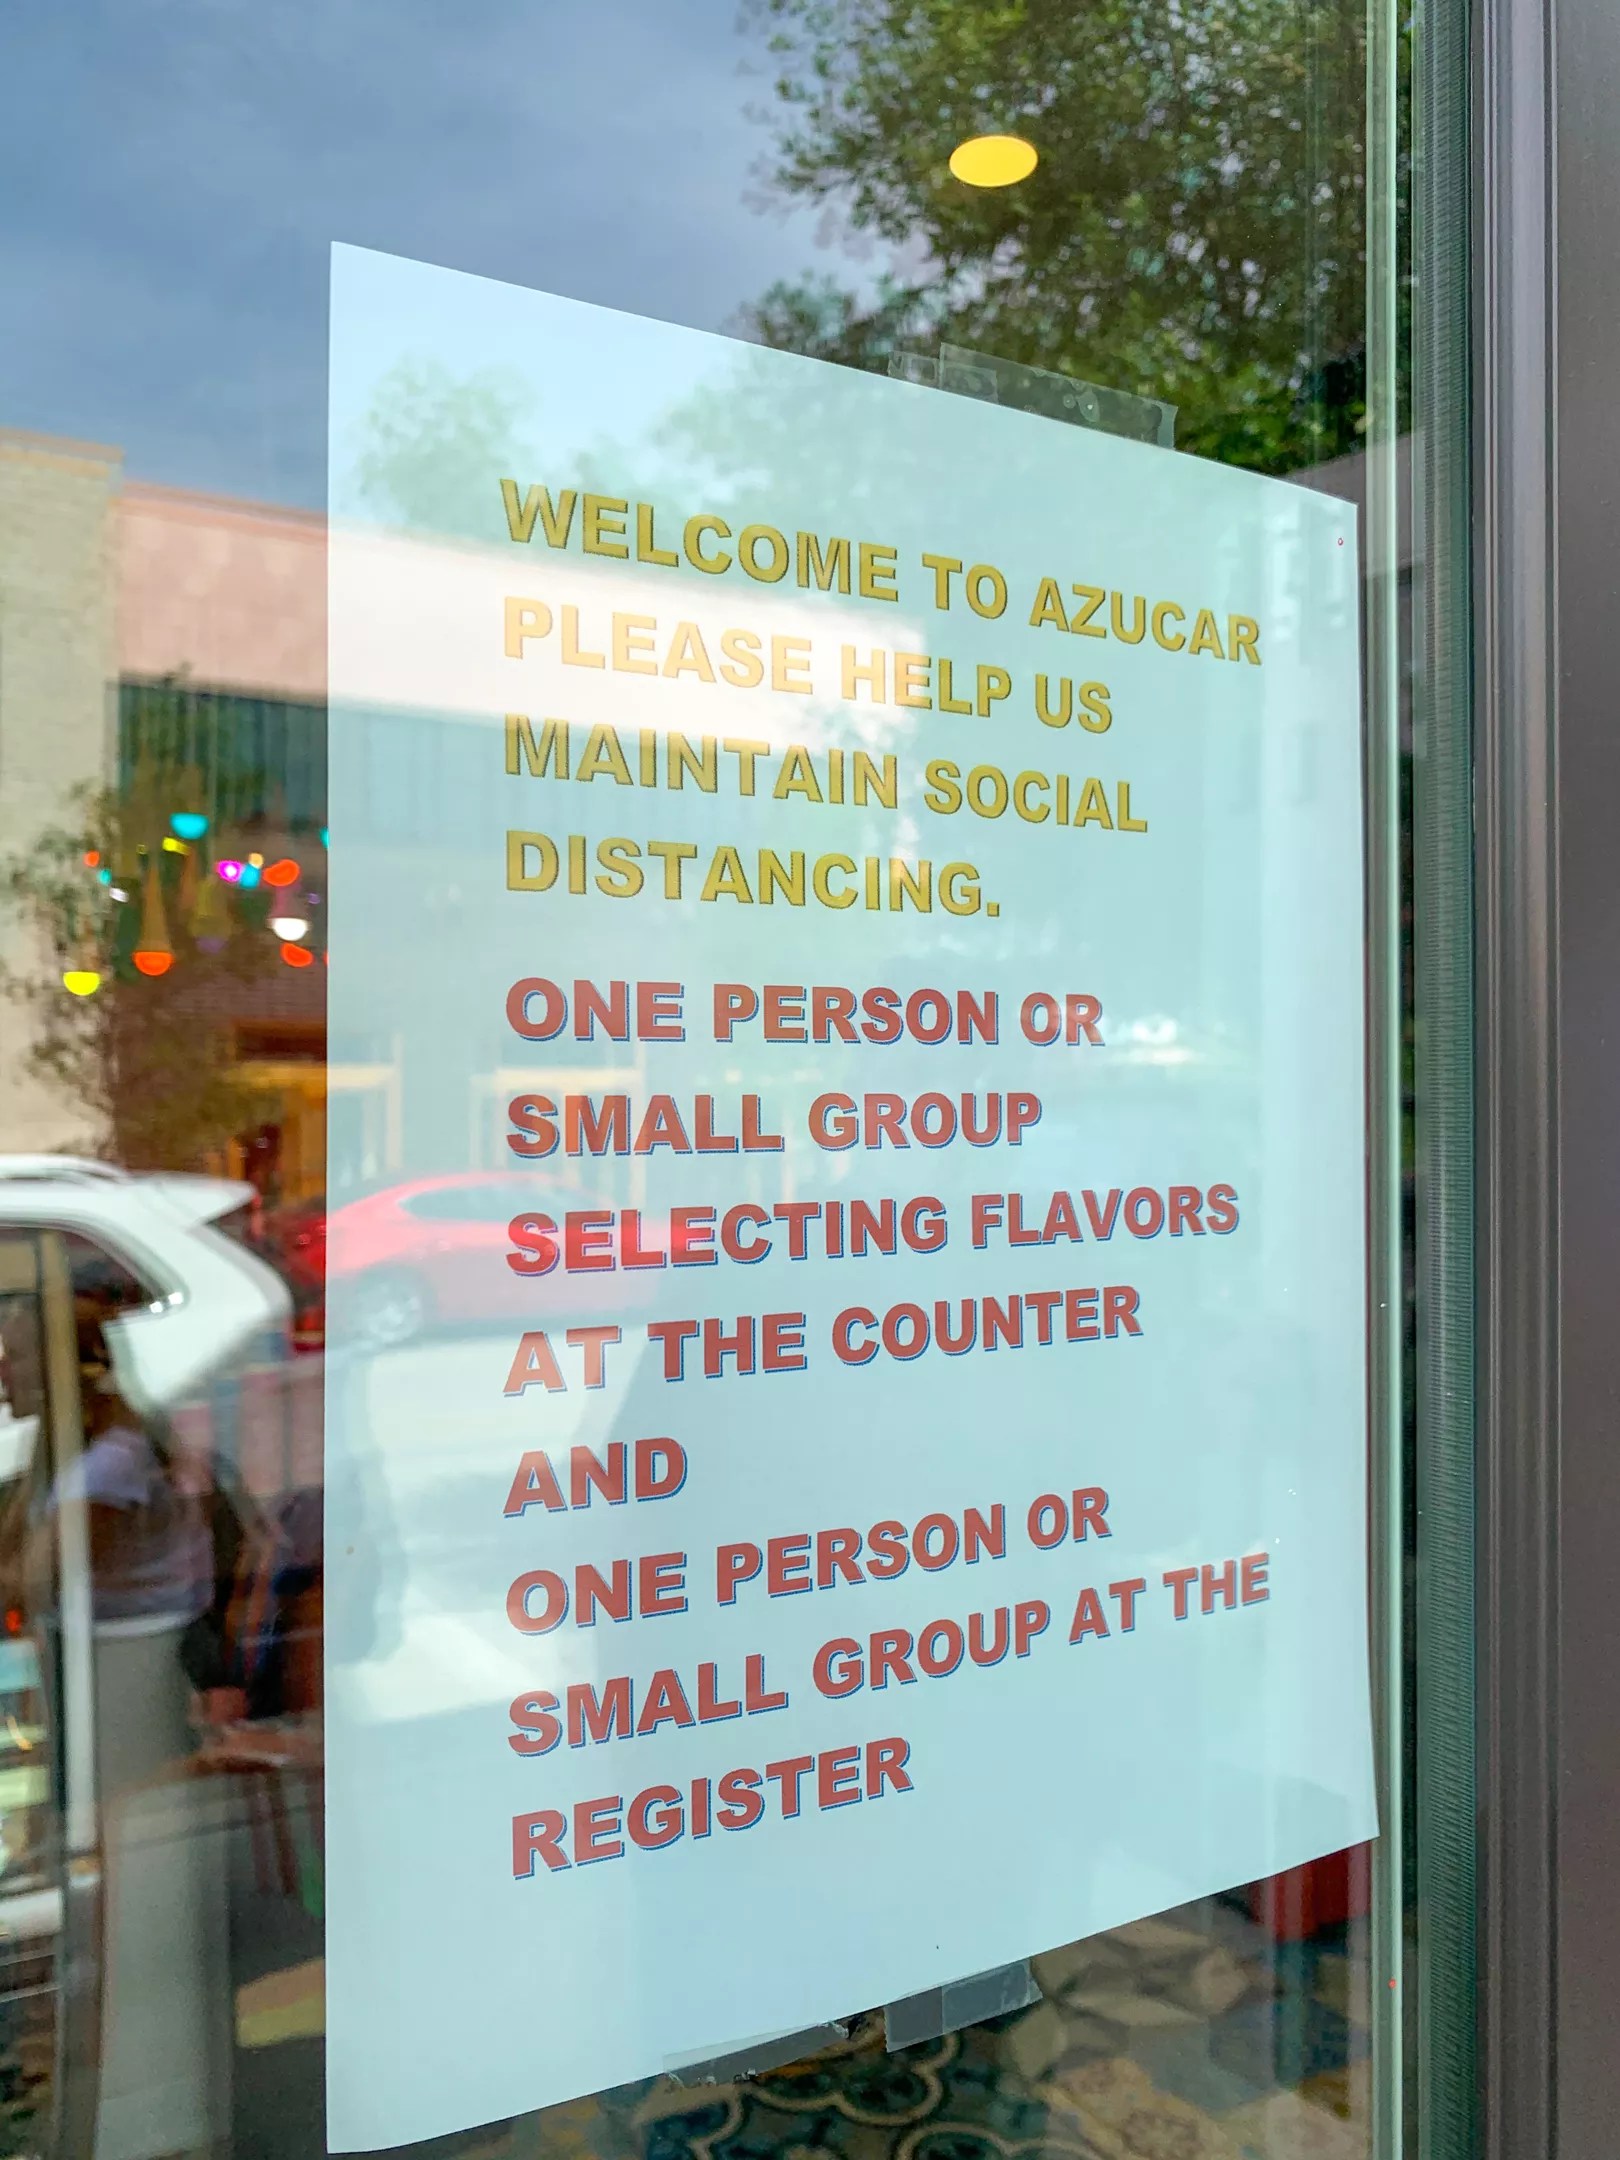 WELCOME TO AZUCAR
PLEASE HELP US
MAINTAIN SOCIAL
DISTANCING.
ONE PERSON OR
SMALL GROUP
SELECTING FLAVORS
AT THE COUNTER
AND
ONE PERSON OR
SMALL GROUP AT THE
REGISTER